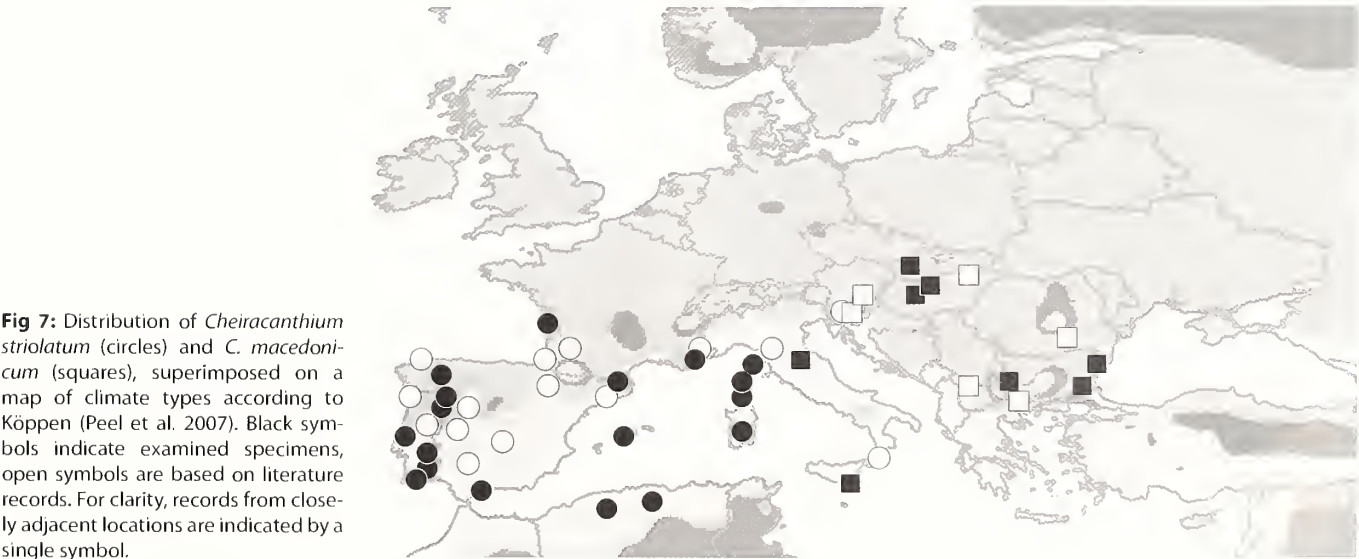 Fig 7: Distribution of Cheiracanthium
striolatum (circles) and C. macedoni-
cum (squares), superimposed on a
map of climate types according to
Köppen (Peel et al. 2007). Black sym-
bols indicate examined specimens,
open symbols are based on literature
records. For clarity, records from close-
ly adjacent locations are indicated by a
single symbol.